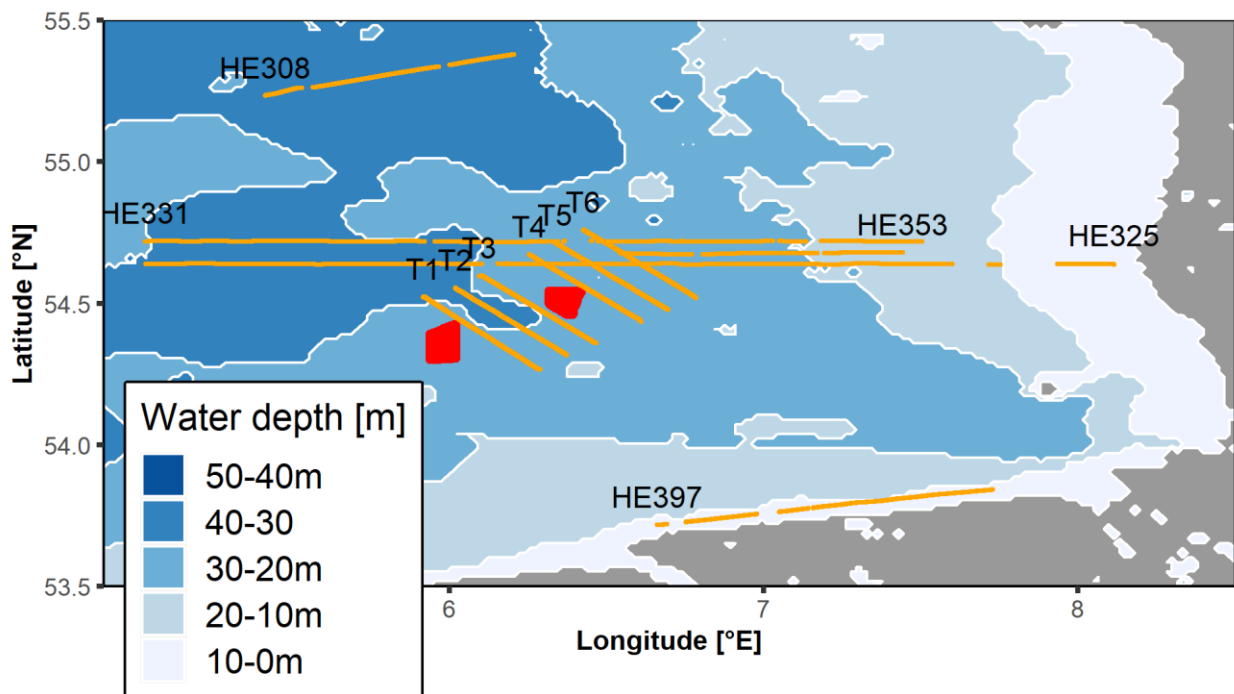 55.5
HE308
55.0
HE331
T6
T5
T4
T3
T2
T1
HE353
HE325
54.5
Latitude [°N]
54.0
HE397
53.5
Water depth [m]
50-40m
40-30
30-20m
20-10m
10-0m
6
7
8
Longitude [°E]